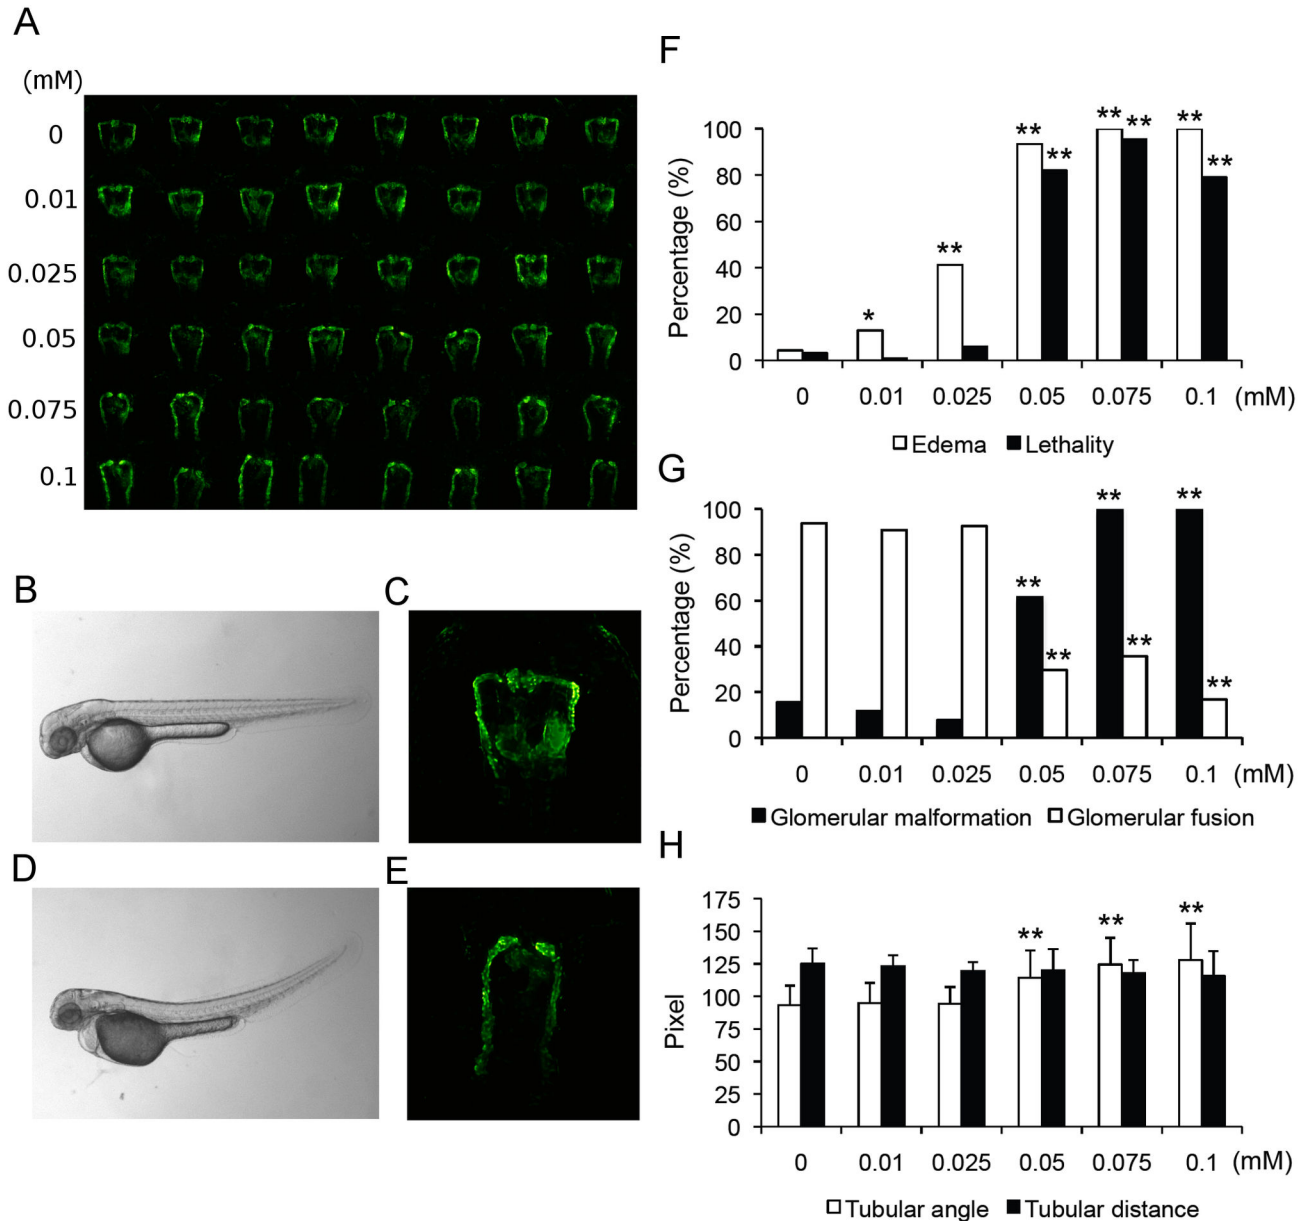 A
(mM)
0
0.01
0.025
0.05
0.075
0.1
B
C
D
E
F
Percentage (%)
100
80
60
40
20
0
*
**
**
**
**
**
**
**
0 0.01 0.025 0.05 0.075 0.1 (mM)
Edema Lethality
G
Percentage (%)
100
80
60
40
20
0
**
**
**
**
**
**
0 0.01 0.025 0.05 0.075 0.1 (mM)
Glomerular malformation Glomerular fusion
H
Pixel
175
150
125
100
75
50
25
0
**
**
**
0 0.01 0.025 0.05 0.075 0.1 (mM)
Tubular angle Tubular distance